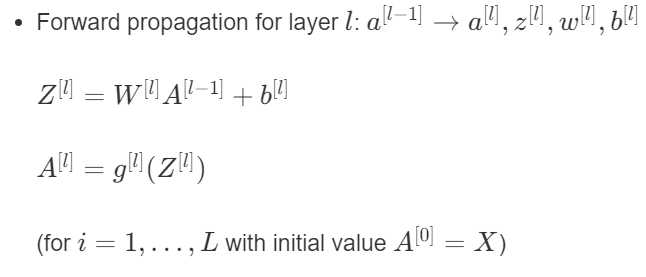 • Forward propagation for layer l: a^{[l−1]} → a^{[l]}, z^{[l]}, w^{[l]}, b^{[l]}
Z^{[l]} = W^{[l]}A^{[l−1]} + b^{[l]}
A^{[l]} = g^{[l]}(Z^{[l]})
(for i = 1, . . . , L with initial value A^{[0]} = X)